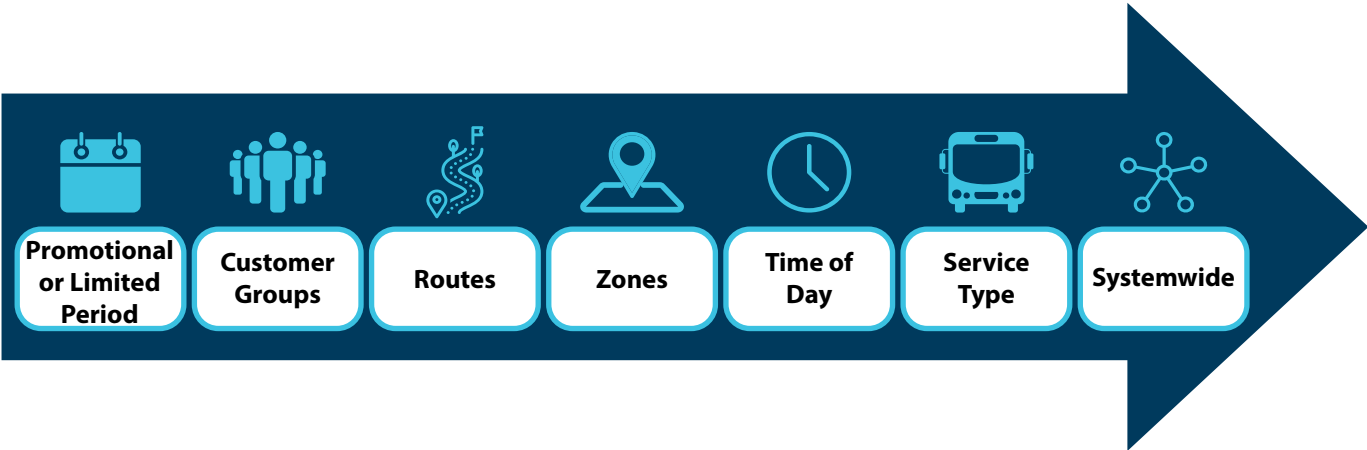 Promotional
or Limited
Period
Customer
Groups
Routes
Zones
Time of
Day
Service
Type
Systemwide